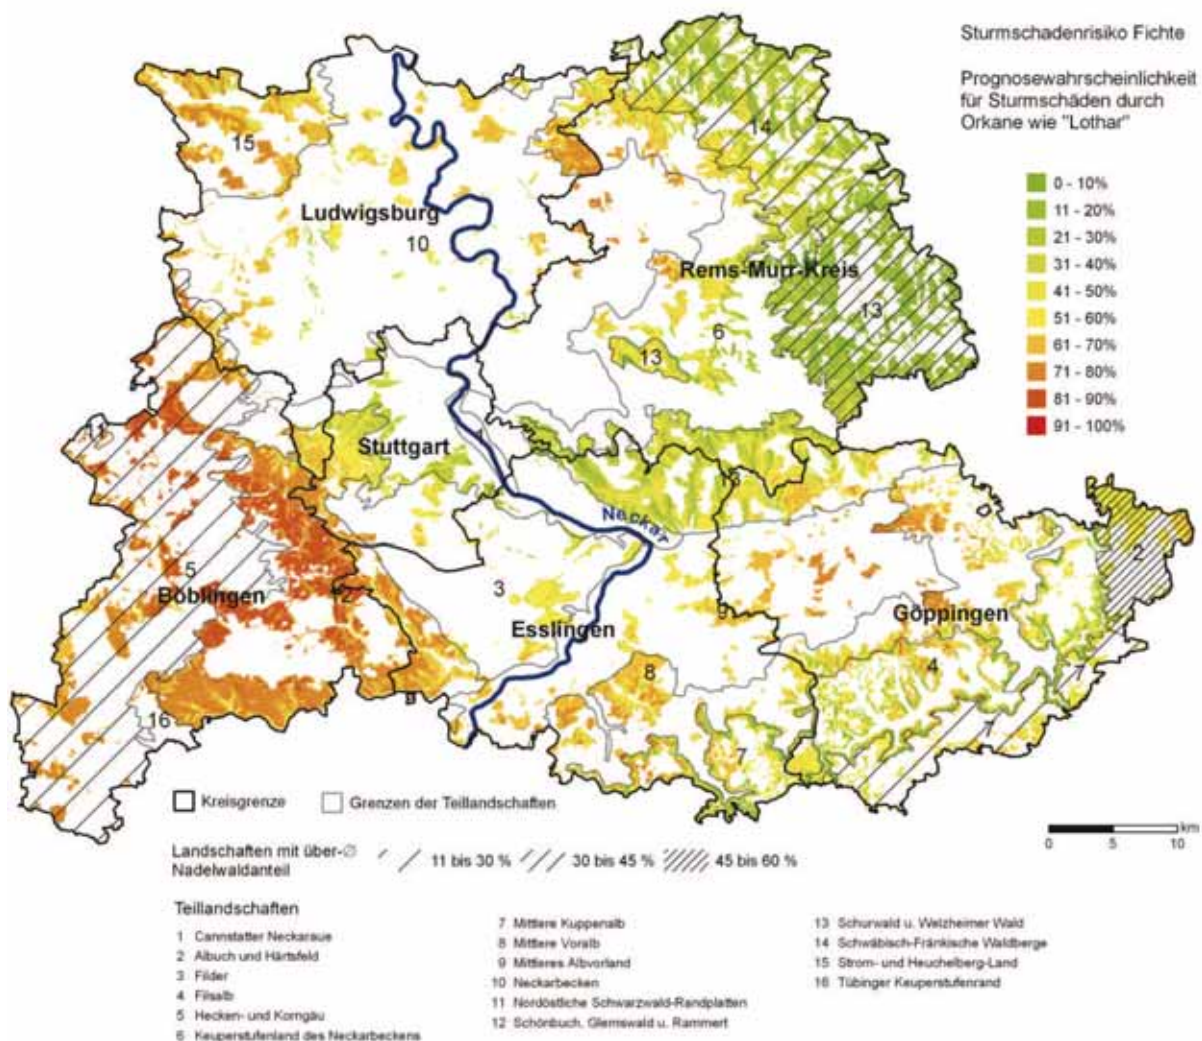 Sturmschadenrisiko Fichte
Prognosewahrscheinlichkeit
für Sturmschäden durch
Orkane wie "Lothar"
0 - 10%
11 - 20%
21 - 30%
31 - 40%
41 - 50%
51 - 60%
61 - 70%
71 - 80%
81 - 90%
91 - 100%
14
15
Ludwigsburg
10
Rems-Murr-Kreis
13
6
13
11
Stuttgart
Neckar
2
5
3
12
Böblingen
Esslingen
9
Göppingen
8
4
7
7
7
16
Kreisgrenze
Grenzen der Teillandschaften
km
0 5 10
Landschaften mit über-∅
Nadelwaldanteil
11 bis 30 %
30 bis 45 %
45 bis 60 %
Teillandschaften
1 Cannstatter Neckaraue
2 Albuch und Härtsfeld
3 Filder
4 Filsalb
5 Hecken- und Korngäu
6 Keuperstufenland des Neckarbeckens
7 Mittlere Kuppenalb
8 Mittlere Voralb
9 Mittleres Albvorland
10 Neckarbecken
11 Nordöstliche Schwarzwald-Randplatten
12 Schönbuch, Glemswald u. Rammert
13 Schurwald u. Welzheimer Wald
14 Schwäbisch-Fränkische Waldberge
15 Strom- und Heuchelberg-Land
16 Tübinger Keuperstufenrand